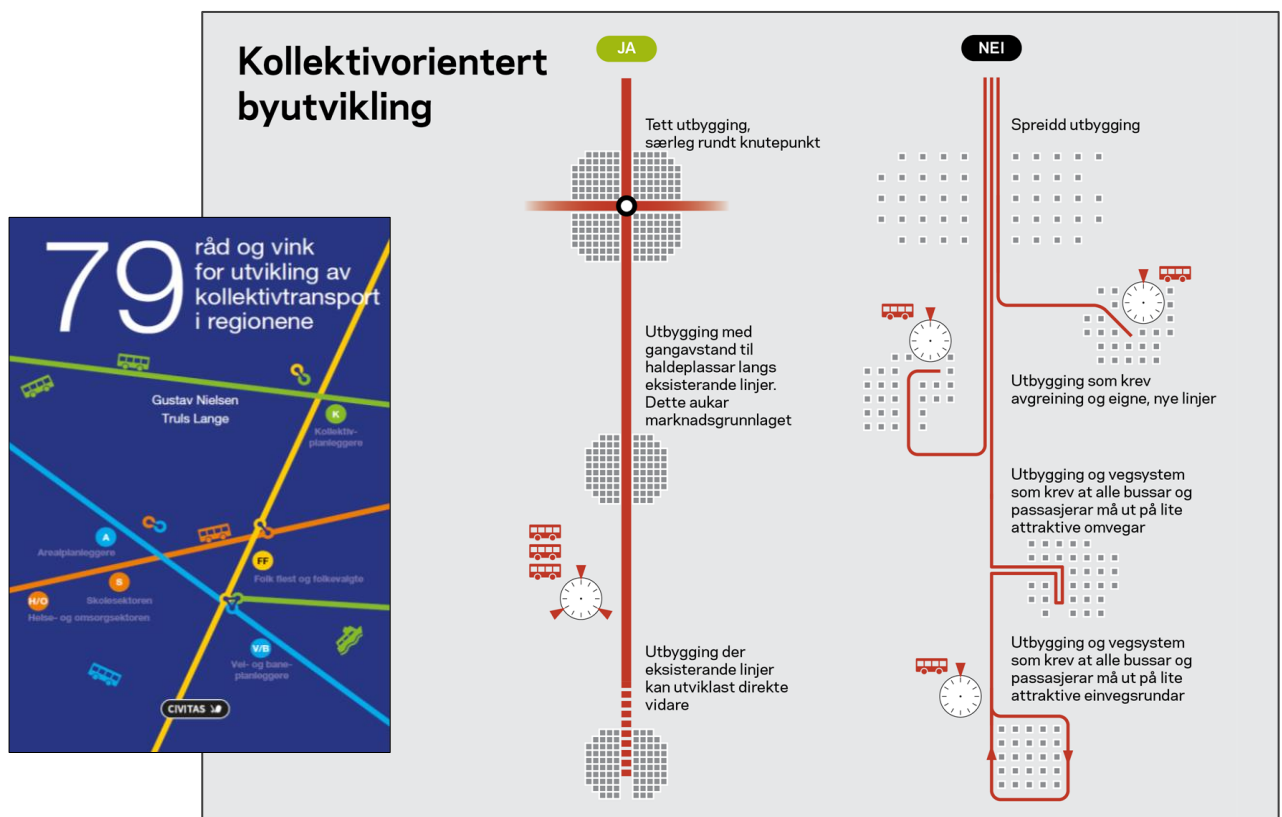 Kollektivorientert
byutvikling
JA
Tett utbygging,
særleg rundt knutepunkt
Utbygging med
gangavstand til
haldeplassar langs
eksisterande linjer.
Dette aukar
marknadsgrunnlaget
Utbygging der
eksisterande linjer
kan utviklast direkte
vidare
NEI
Spreidd utbygging
Utbygging som krev
avgreining og eigne, nye linjer
Utbygging og vegsystem
som krev at alle bussar og
passasjerar må ut på lite
attraktive omvegar
Utbygging og vegsystem
som krev at alle bussar og
passasjerar må ut på lite
attraktive einvegsrundar
79
råd og vink
for utvikling av
kollektivtransport
i regionene
Gustav Nielsen
Truls Lange
K
Kollektiv-
planleggere
A
Arealplanleggere
FF
Folk flest og folkevalgte
S
Skolesektoren
H/O
Helse- og omsorgsektoren
V/B
Vei- og bane-
planleggere
CIVITAS